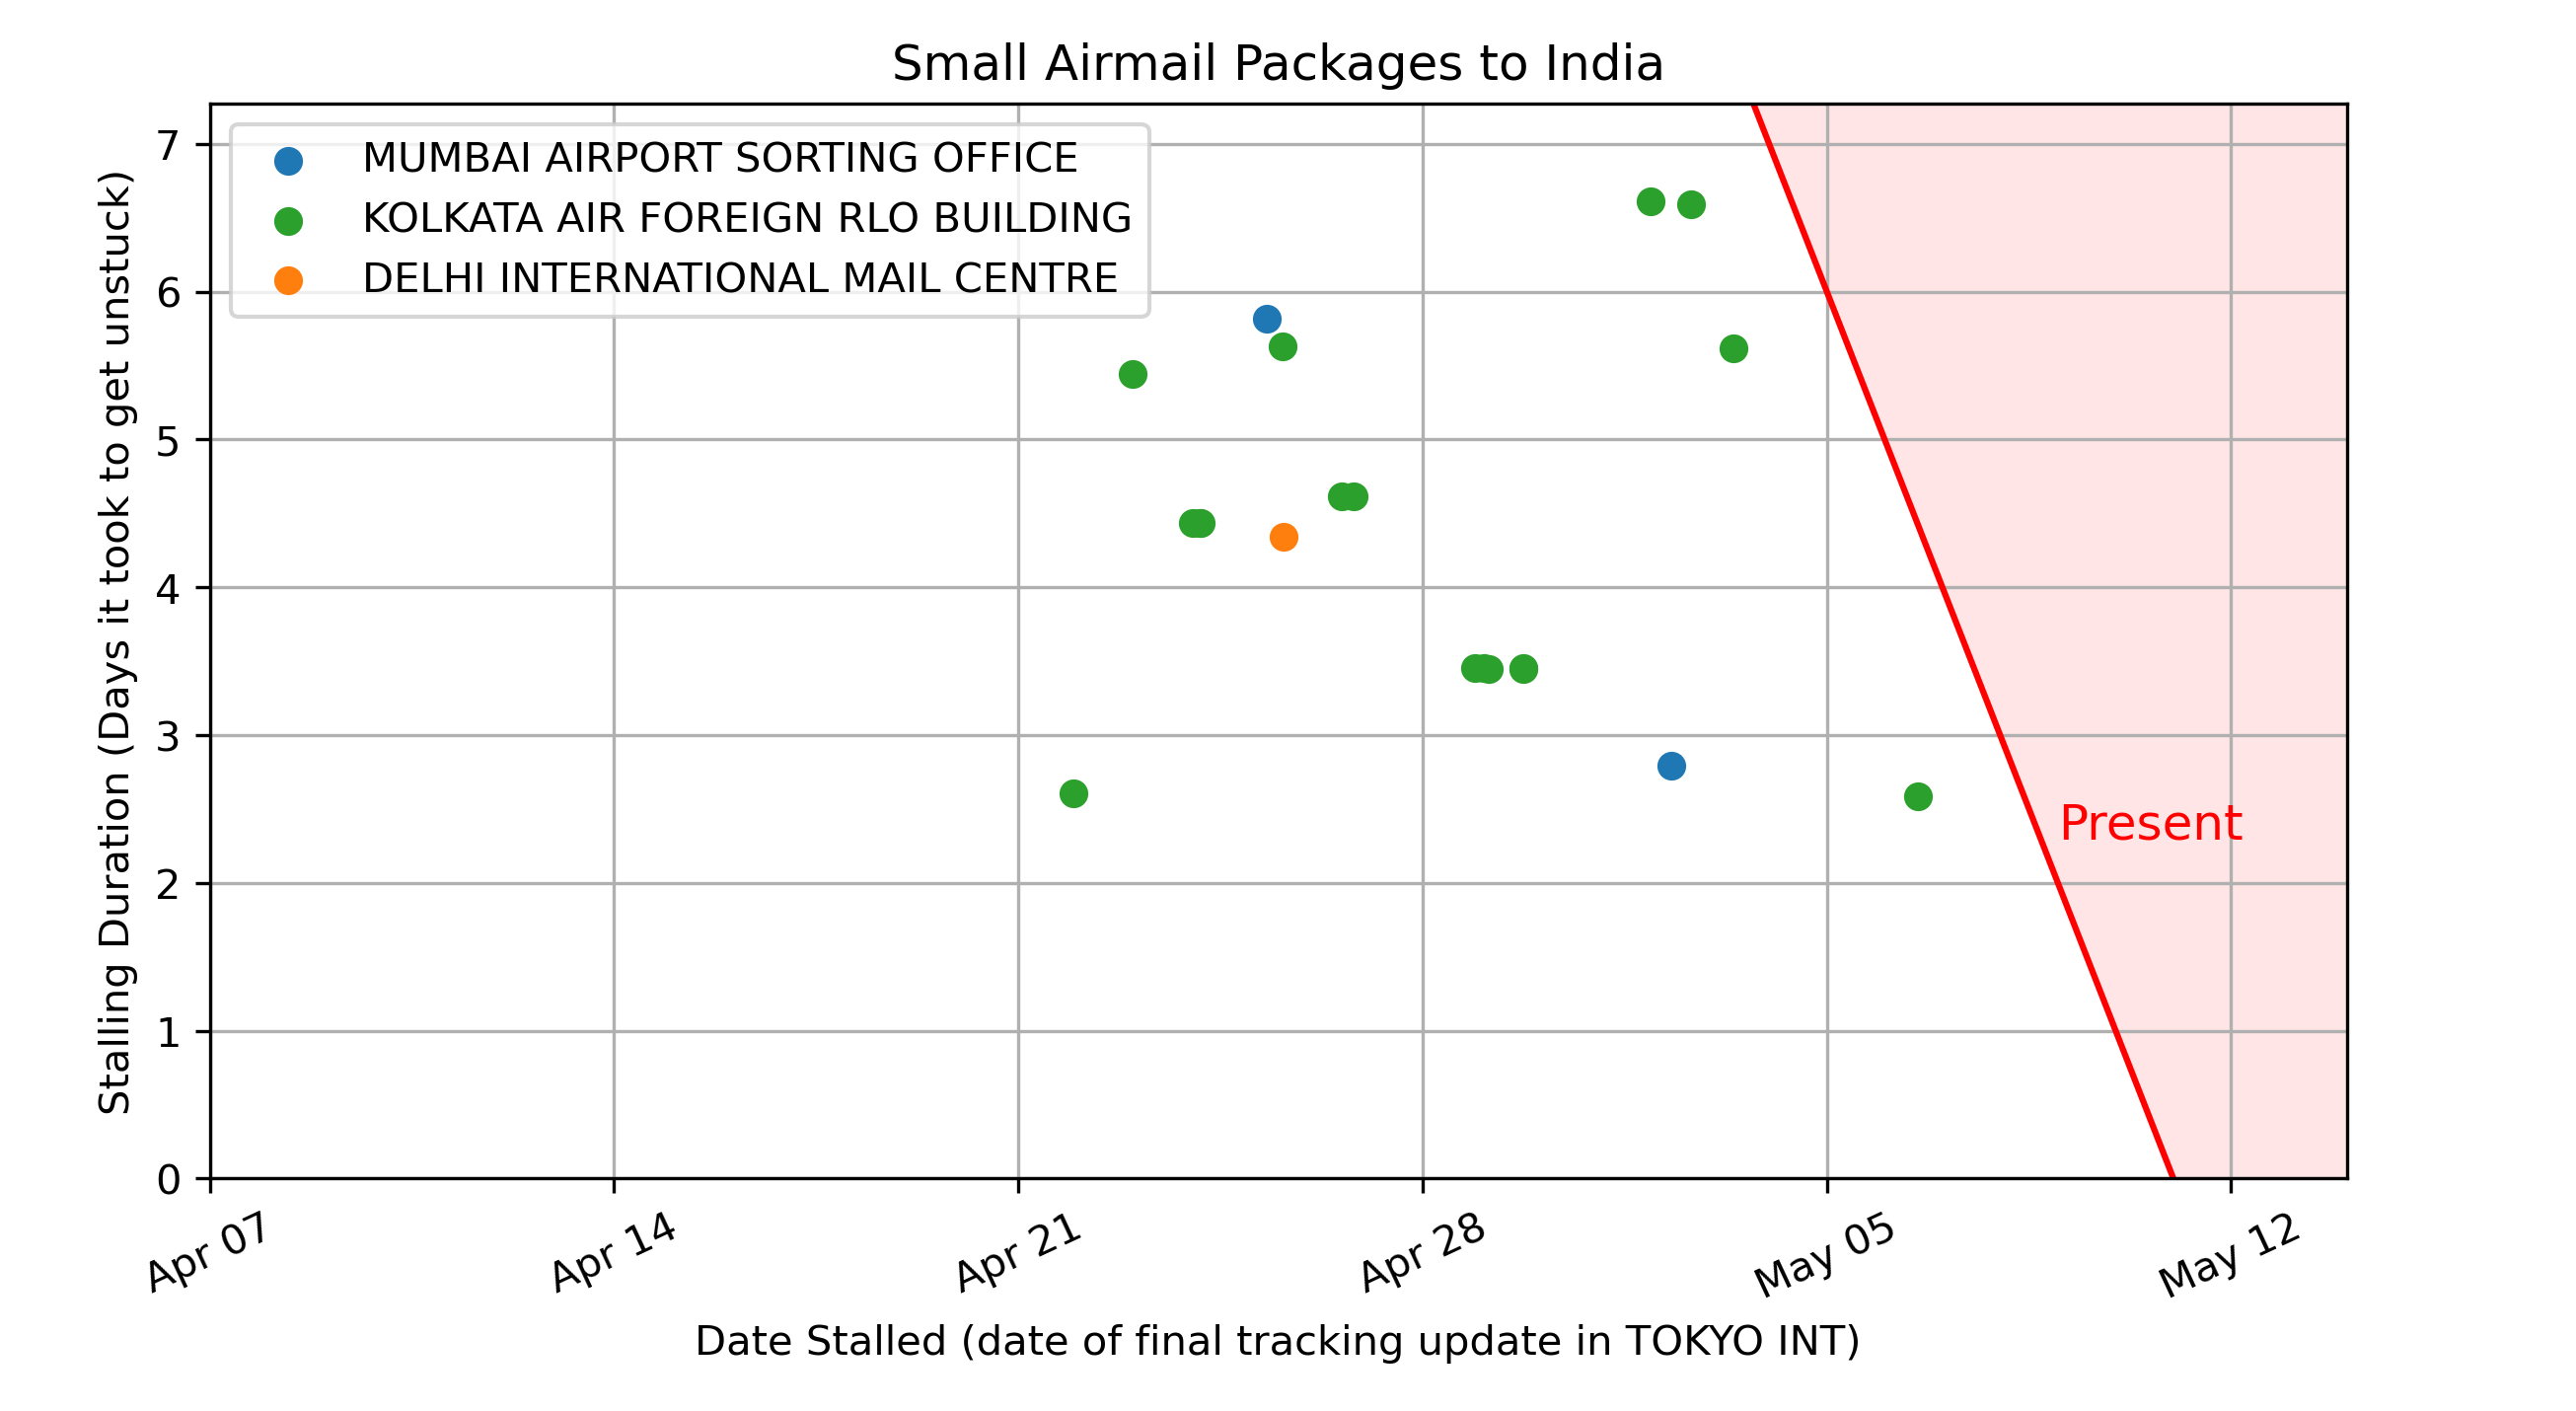 Small Airmail Packages to India
MUMBAI AIRPORT SORTING OFFICE
KOLKATA AIR FOREIGN RLO BUILDING
DELHI INTERNATIONAL MAIL CENTRE
Stalling Duration (Days it took to get unstuck)
7
6
5
4
3
2
1
0
Present
Apr 07
Apr 14
Apr 21
Apr 28
May 05
May 12
Date Stalled (date of final tracking update in TOKYO INT)